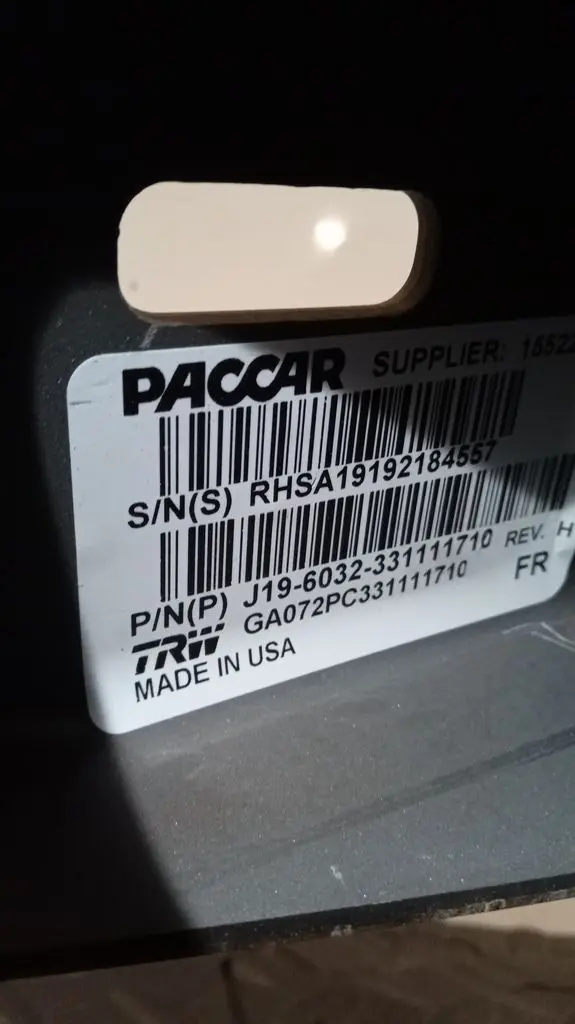 PACCAR SUPPLIER:
S/N(S) RHSA19192184557
P/N(P) J19-6032-331111710 REV. H
TRW GA072PC331111710 FR
MADE IN USA